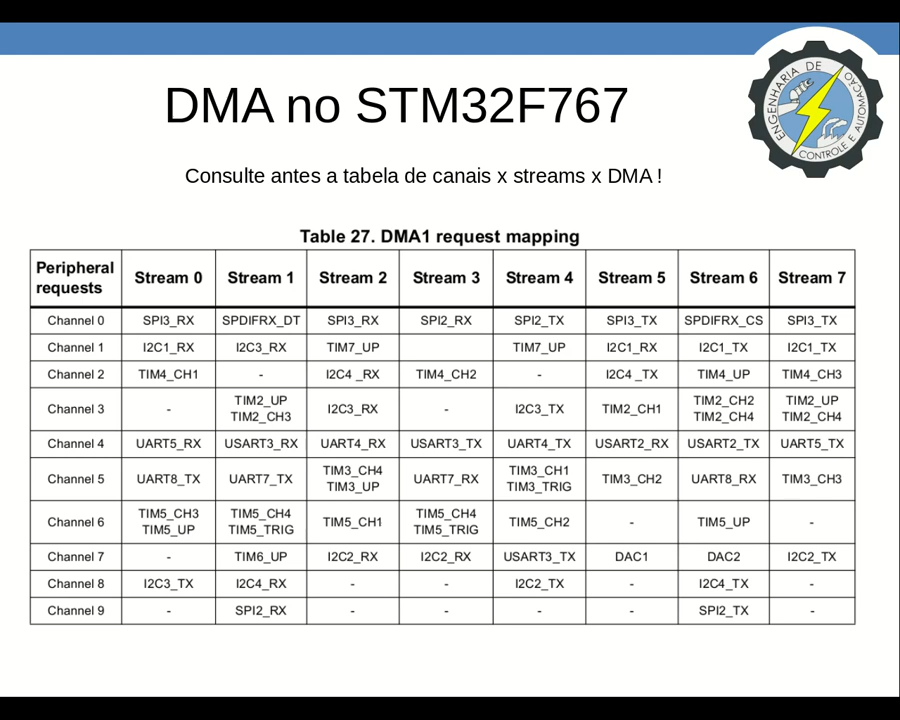 DMA no STM32F767
ENGENHARIA DE
CONTROLE E AUTOMAÇÃO
Consulte antes a tabela de canais x streams x DMA !
Table 27. DMA1 request mapping
Peripheral requests Stream 0 Stream 1 Stream 2 Stream 3 Stream 4 Stream 5 Stream 6 Stream 7
Channel 0 SPI3_RX SPDIFRX_DT SPI3_RX SPI2_RX SPI2_TX SPI3_TX SPDIFRX_CS SPI3_TX
Channel 1 I2C1_RX I2C3_RX TIM7_UP TIM7_UP I2C1_RX I2C1_TX I2C1_TX
Channel 2 TIM4_CH1 - I2C4 _RX TIM4_CH2 - I2C4 _TX TIM4_UP TIM4_CH3
Channel 3 - TIM2_UP TIM2_CH3 I2C3_RX - I2C3_TX TIM2_CH1 TIM2_CH2 TIM2_CH4 TIM2_UP TIM2_CH4
Channel 4 UART5_RX USART3_RX UART4_RX USART3_TX UART4_TX USART2_RX USART2_TX UART5_TX
Channel 5 UART8_TX UART7_TX TIM3_CH4 TIM3_UP UART7_RX TIM3_CH1 TIM3_TRIG TIM3_CH2 UART8_RX TIM3_CH3
Channel 6 TIM5_CH3 TIM5_UP TIM5_CH4 TIM5_TRIG TIM5_CH1 TIM5_CH4 TIM5_TRIG TIM5_CH2 - TIM5_UP -
Channel 7 - TIM6_UP I2C2_RX I2C2_RX USART3_TX DAC1 DAC2 I2C2_TX
Channel 8 I2C3_TX I2C4_RX - - I2C2_TX - I2C4_TX -
Channel 9 - SPI2_RX - - - - SPI2_TX -